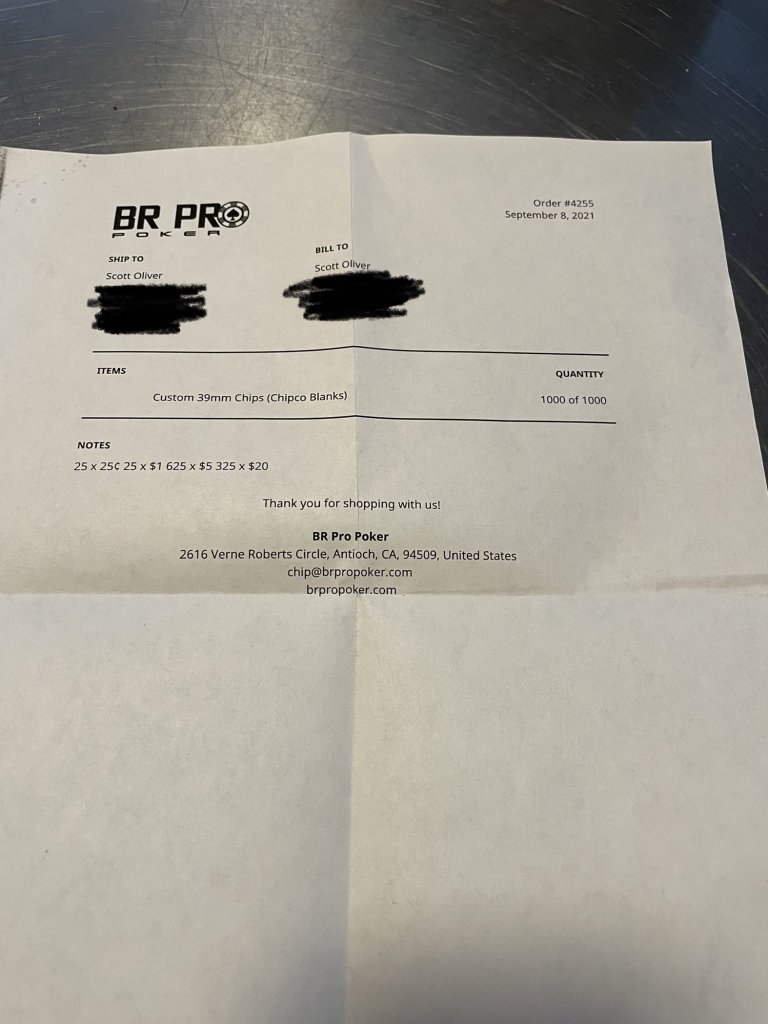 BR PRO
POKER
Order #4255
September 8, 2021
SHIP TO
Scott Oliver
BILL TO
Scott Oliver
ITEMS
QUANTITY
Custom 39mm Chips (Chipco Blanks)
1000 of 1000
NOTES
25 x 25¢ 25 x $1 625 x $5 325 x $20
Thank you for shopping with us!
BR Pro Poker
2616 Verne Roberts Circle, Antioch, CA, 94509, United States
chip@brpropoker.com
brpropoker.com